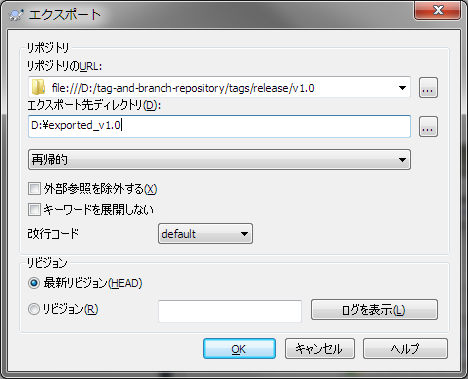 エクスポート
リポジトリ
リポジトリのURL:
file:///D:/tag-and-branch-repository/tags/release/v1.0
...
エクスポート先ディレクトリ(D):
D:¥exported_v1.0
...
再帰的
外部参照を除外する(X)
キーワードを展開しない
改行コード default
リビジョン
最新リビジョン(HEAD)
リビジョン(R) ログを表示(L)
OK キャンセル ヘルプ